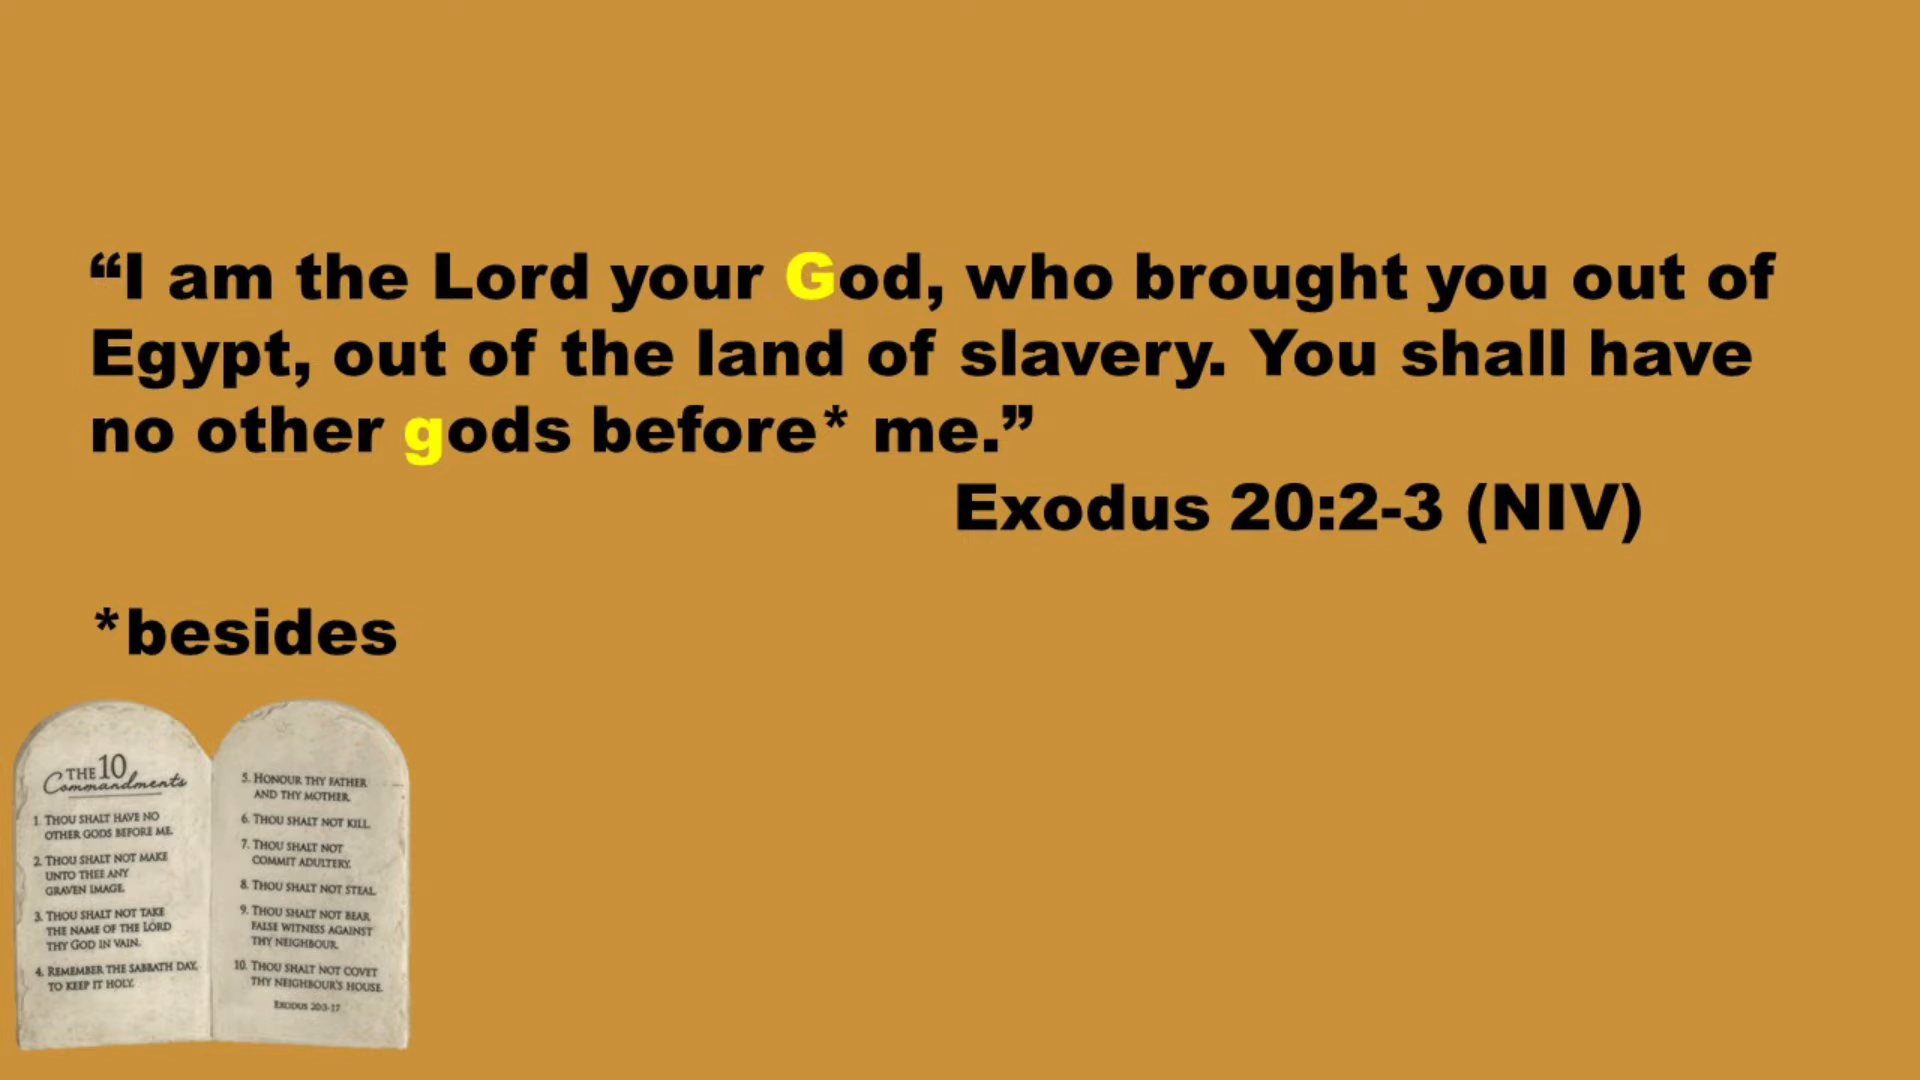 “I am the Lord your God, who brought you out of
Egypt, out of the land of slavery. You shall have
no other gods before* me.”
Exodus 20:2-3 (NIV)
*besides
THE 10
Commandments
1. THOU SHALT HAVE NO
OTHER GODS BEFORE ME.
2. THOU SHALT NOT MAKE
UNTO THEE ANY
GRAVEN IMAGE.
3. THOU SHALT NOT TAKE
THE NAME OF THE LORD
THY GOD IN VAIN.
4. REMEMBER THE SABBATH DAY,
TO KEEP IT HOLY.
5. HONOUR THY FATHER
AND THY MOTHER.
6. THOU SHALT NOT KILL.
7. THOU SHALT NOT
COMMIT ADULTERY.
8. THOU SHALT NOT STEAL.
9. THOU SHALT NOT BEAR
FALSE WITNESS AGAINST
THY NEIGHBOUR.
10. THOU SHALT NOT COVET
THY NEIGHBOUR'S HOUSE.
EXODUS 20:3-17